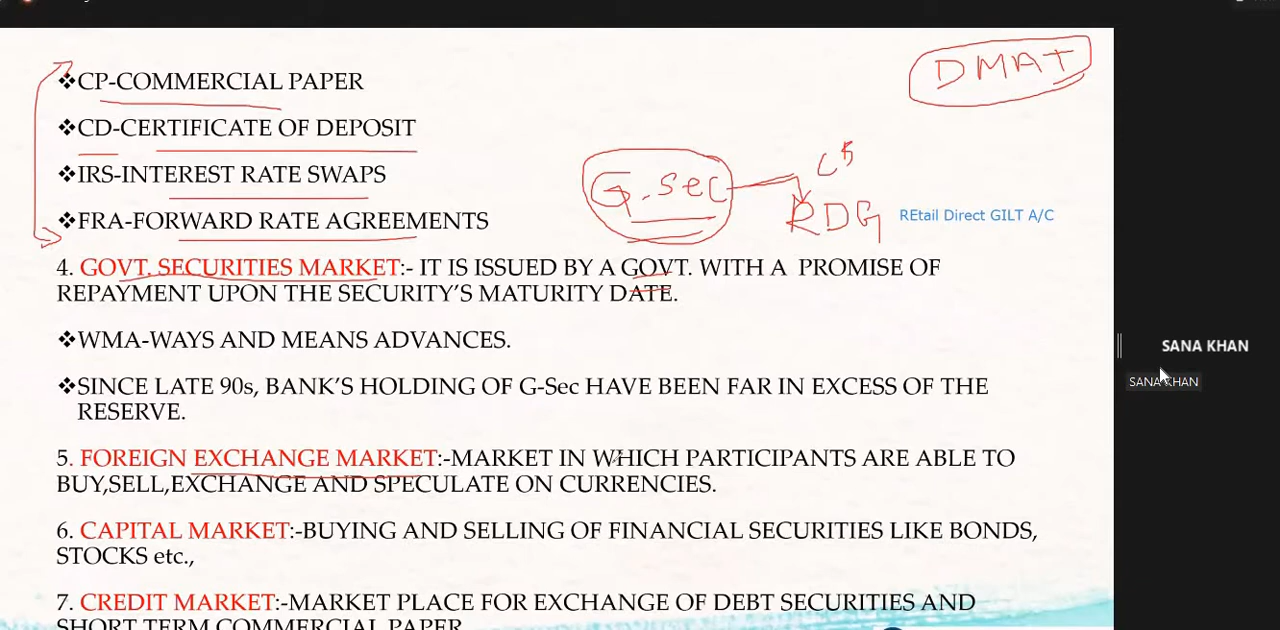 ❖CP-COMMERCIAL PAPER
DMAT
❖CD-CERTIFICATE OF DEPOSIT
❖IRS-INTEREST RATE SWAPS
G.Sec
RDG
REtail Direct GILT A/C
❖FRA-FORWARD RATE AGREEMENTS
4. GOVT. SECURITIES MARKET:- IT IS ISSUED BY A GOVT. WITH A PROMISE OF
REPAYMENT UPON THE SECURITY'S MATURITY DATE.
❖WMA-WAYS AND MEANS ADVANCES.
❖SINCE LATE 90s, BANK'S HOLDING OF G-Sec HAVE BEEN FAR IN EXCESS OF THE
RESERVE.
5. FOREIGN EXCHANGE MARKET:-MARKET IN WHICH PARTICIPANTS ARE ABLE TO
BUY,SELL,EXCHANGE AND SPECULATE ON CURRENCIES.
6. CAPITAL MARKET:-BUYING AND SELLING OF FINANCIAL SECURITIES LIKE BONDS,
STOCKS etc.,
7. CREDIT MARKET:-MARKET PLACE FOR EXCHANGE OF DEBT SECURITIES AND
SHORT TERM COMMERCIAL PAPER
SANA KHAN
SANA KHAN